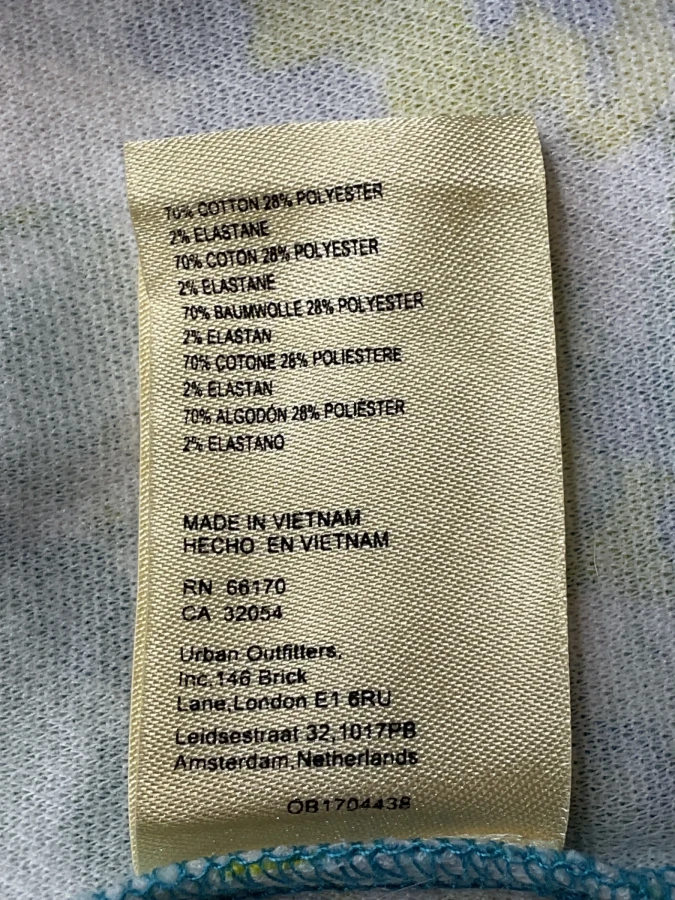 70% COTTON 28% POLYESTER
2% ELASTANE
70% COTON 28% POLYESTER
2% ELASTANE
70% BAUMWOLLE 28% POLYESTER
2% ELASTAN
70% COTONE 28% POLIESTERE
2% ELASTAN
70% ALGODÓN 28% POLIÉSTER
2% ELASTANO
MADE IN VIETNAM
HECHO EN VIETNAM
RN 66170
CA 32054
Urban Outfitters,
Inc.146 Brick
Lane,London E1 6RU
Leidsestraat 32,1017PB
Amsterdam,Netherlands
OB1704438